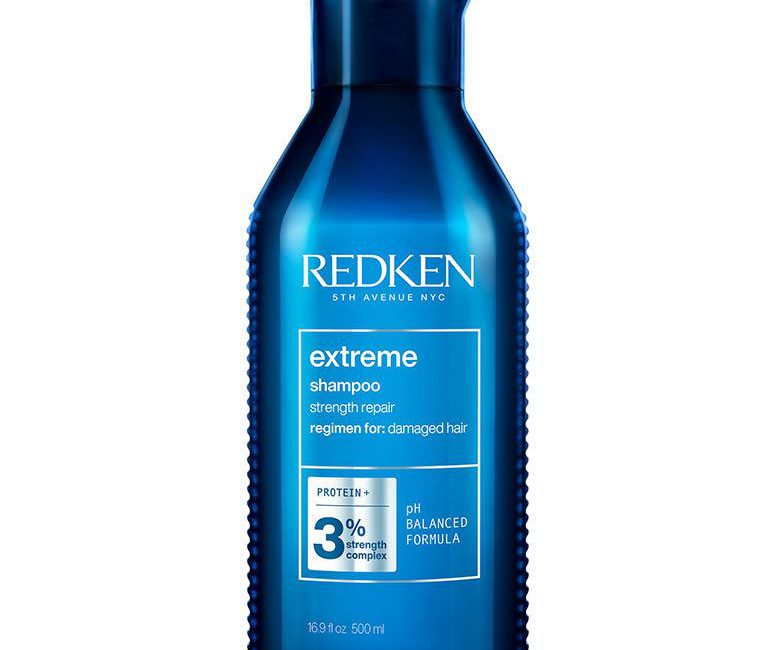 REDKEN
5TH AVENUE NYC
extreme
shampoo
strength repair
regimen for: damaged hair
PROTEIN+
3%
strength
complex
pH
BALANCED
FORMULA
16.9 fl oz 500 ml